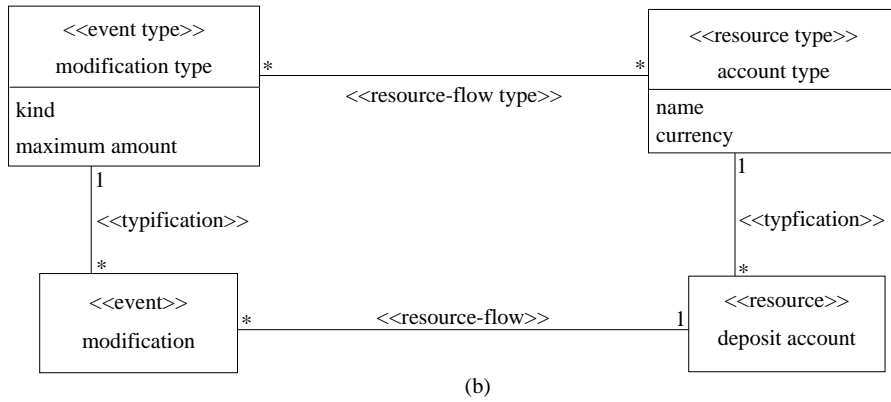 <<event type>>
modification type
kind
maximum amount
*
*
<<resource-flow type>>
<<resource type>>
account type
name
currency
1
<<typification>>
*
1
<<typfication>>
*
<<event>>
modification
*
<<resource-flow>>
1
<<resource>>
deposit account
(b)